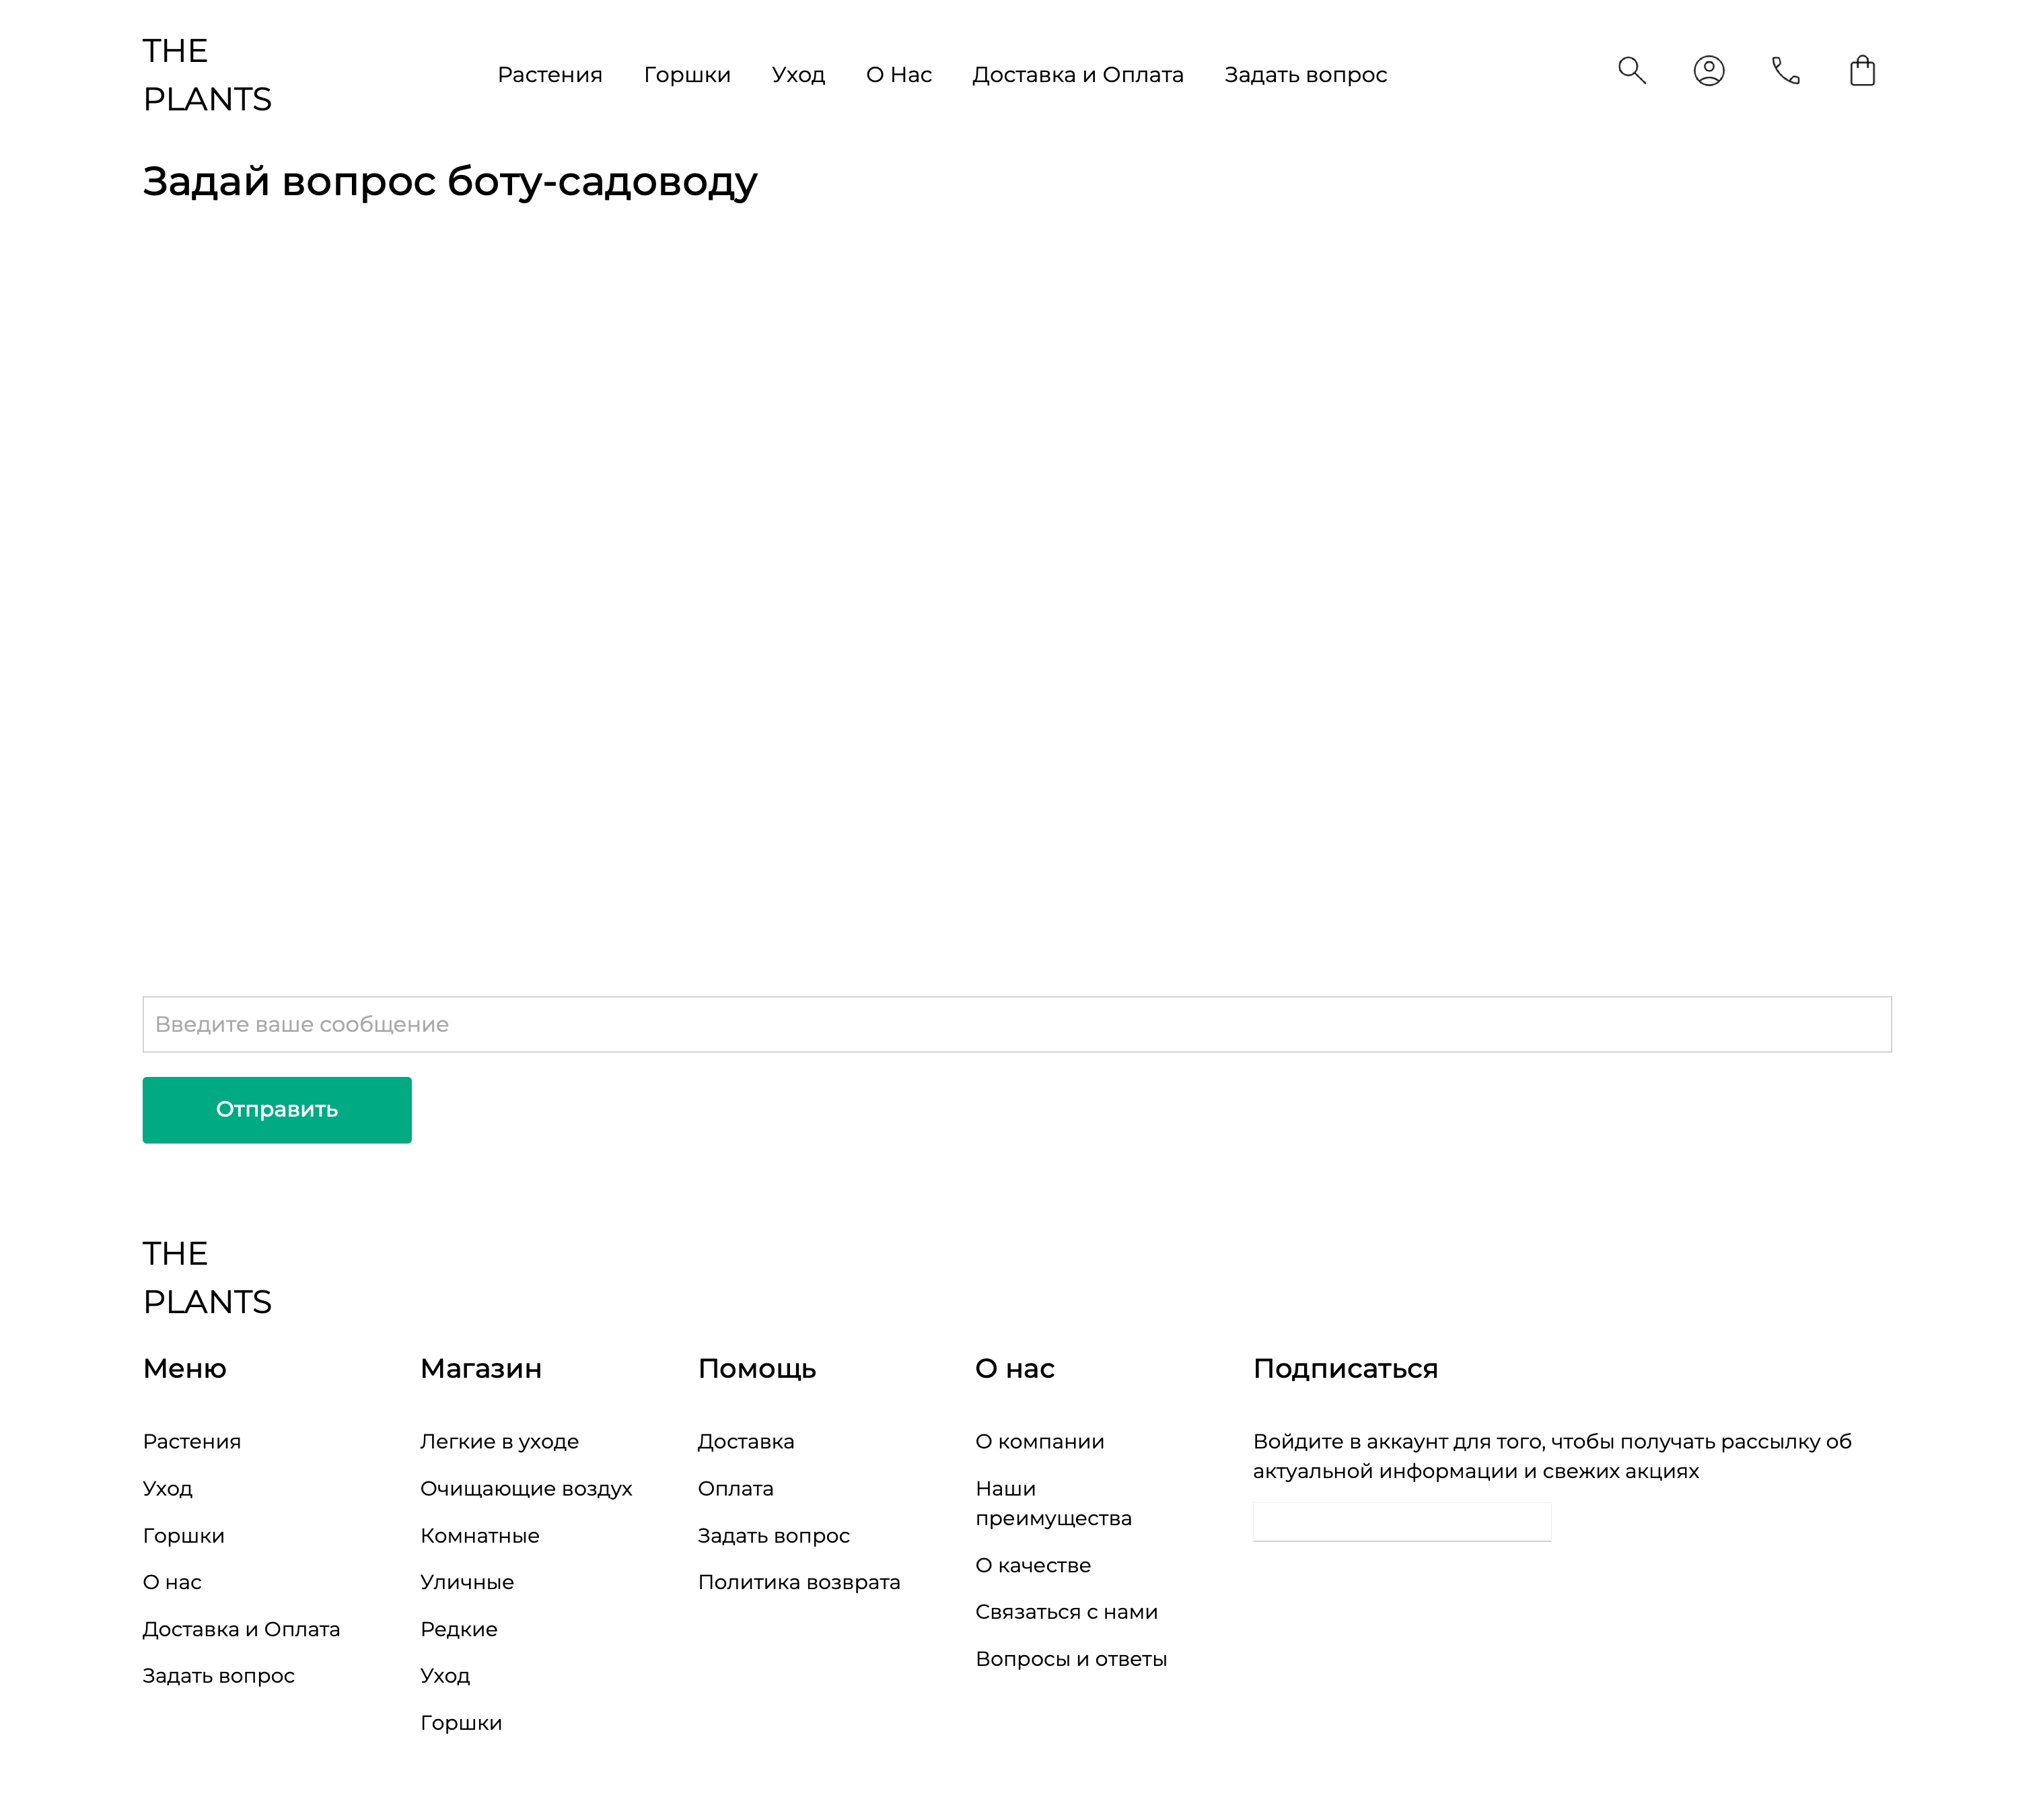 THE
PLANTS
Растения
Горшки
Уход
О Нас
Доставка и Оплата
Задать вопрос
Задай вопрос боту-садоводу
Введите ваше сообщение
Отправить
THE
PLANTS
Меню
Растения
Уход
Горшки
О нас
Доставка и Оплата
Задать вопрос
Магазин
Легкие в уходе
Очищающие воздух
Комнатные
Уличные
Редкие
Уход
Горшки
Помощь
Доставка
Оплата
Задать вопрос
Политика возврата
О нас
О компании
Наши
преимущества
О качестве
Связаться с нами
Вопросы и ответы
Подписаться
Войдите в аккаунт для того, чтобы получать рассылку об
актуальной информации и свежих акциях